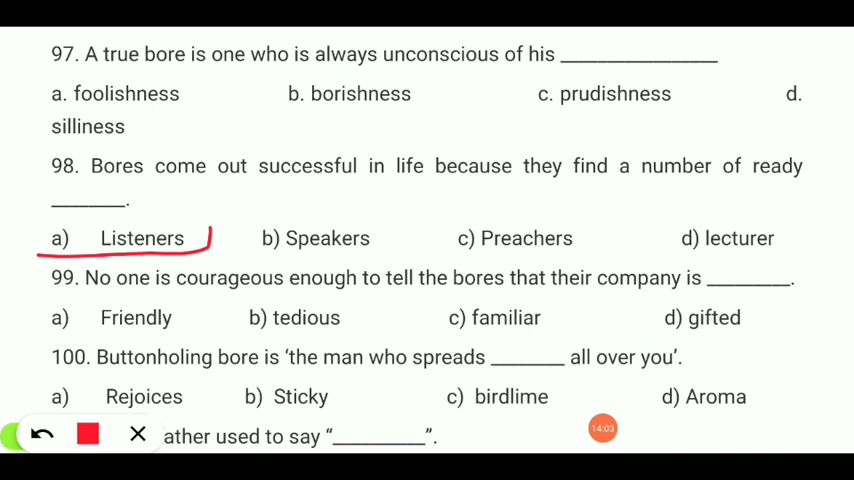 97. A true bore is one who is always unconscious of his _________________
a. foolishness b. borishness c. prudishness d.
silliness
98. Bores come out successful in life because they find a number of ready
________.
a) Listeners b) Speakers c) Preachers d) lecturer
99. No one is courageous enough to tell the bores that their company is _________.
a) Friendly b) tedious c) familiar d) gifted
100. Buttonholing bore is ‘the man who spreads ________ all over you’.
a) Rejoices b) Sticky c) birdlime d) Aroma
ather used to say “__________”.
14:03